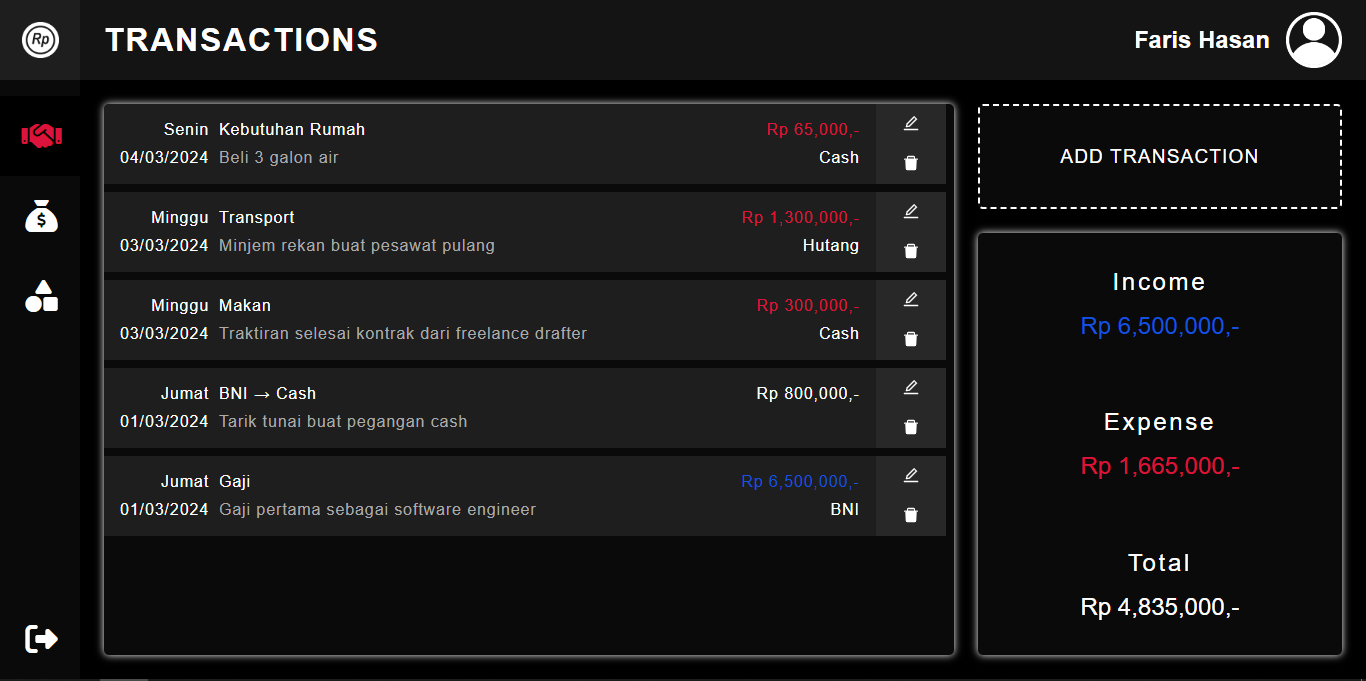 Rp
TRANSACTIONS
Faris Hasan
Senin Kebutuhan Rumah Rp 65,000,-
04/03/2024 Beli 3 galon air Cash
Minggu Transport Rp 1,300,000,-
03/03/2024 Minjem rekan buat pesawat pulang Hutang
Minggu Makan Rp 300,000,-
03/03/2024 Traktiran selesai kontrak dari freelance drafter Cash
Jumat BNI → Cash Rp 800,000,-
01/03/2024 Tarik tunai buat pegangan cash
Jumat Gaji Rp 6,500,000,-
01/03/2024 Gaji pertama sebagai software engineer BNI
ADD TRANSACTION
Income
Rp 6,500,000,-
Expense
Rp 1,665,000,-
Total
Rp 4,835,000,-
$